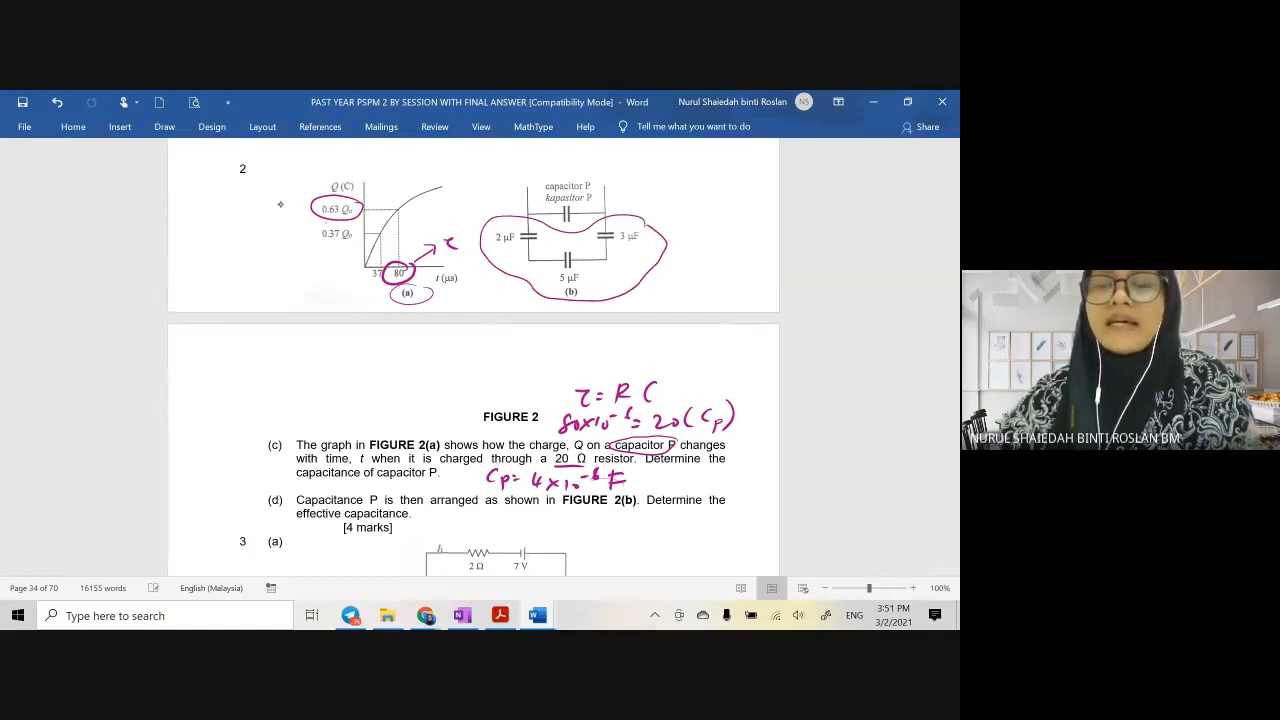 PAST YEAR PSPM 2 BY SESSION WITH FINAL ANSWER [Compatibility Mode] - Word
Nurul Shaiedah binti Roslan
NS
File Home Insert Draw Design Layout References Mailings Review View MathType Help Tell me what you want to do Share
2
Q (C)
0.63 Q₀
0.37 Q₀
37 80
t (μs)
(a)
τ
capacitor P
kapasitor P
2 μF
3 μF
5 μF
(b)
τ = R C
80x10⁻⁶ = 20(Cp)
FIGURE 2
(c) The graph in FIGURE 2(a) shows how the charge, Q on a capacitor P changes
with time, t when it is charged through a 20 Ω resistor. Determine the
capacitance of capacitor P.
Cp = 4x10⁻⁶ F
(d) Capacitance P is then arranged as shown in FIGURE 2(b). Determine the
effective capacitance.
[4 marks]
3 (a)
I₁
2 Ω 7 V
NURUL SHAIEDAH BINTI ROSLAN BM
Page 34 of 70 16155 words English (Malaysia) 100%
Type here to search
ENG
3:51 PM
3/2/2021